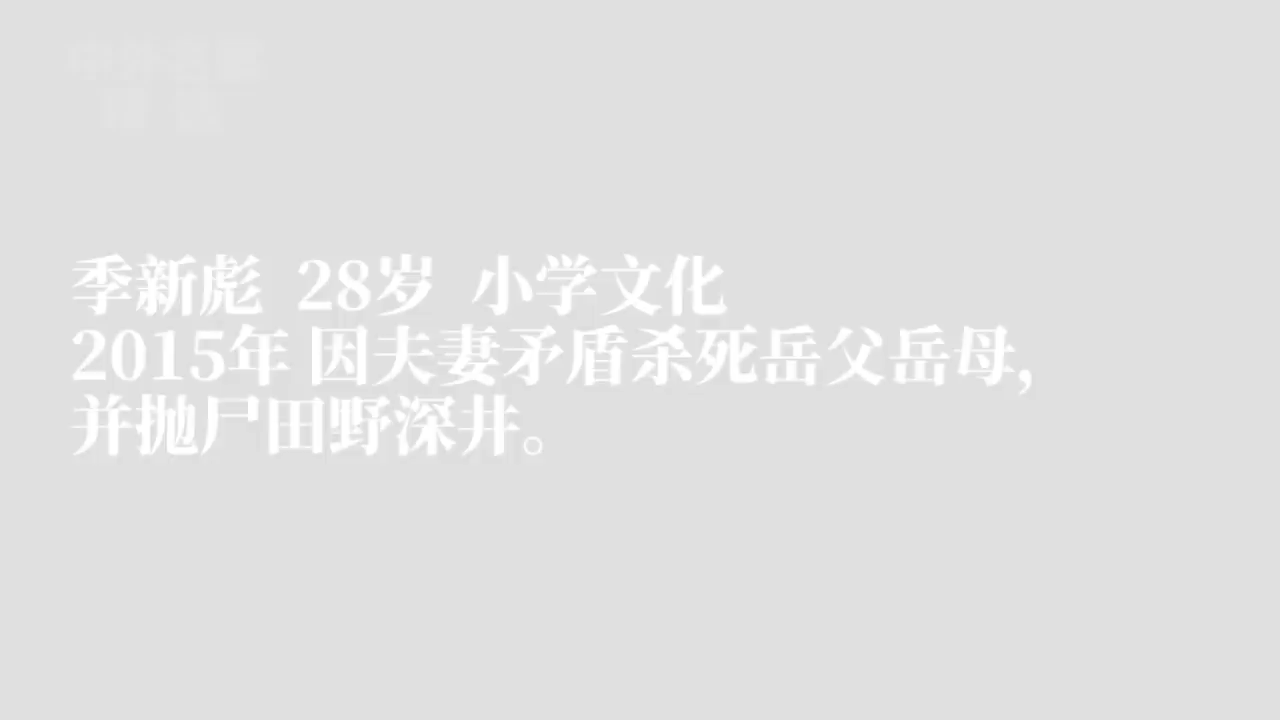 季新彪 28岁 小学文化
2015年 因夫妻矛盾杀死岳父岳母,
并抛尸田野深井。